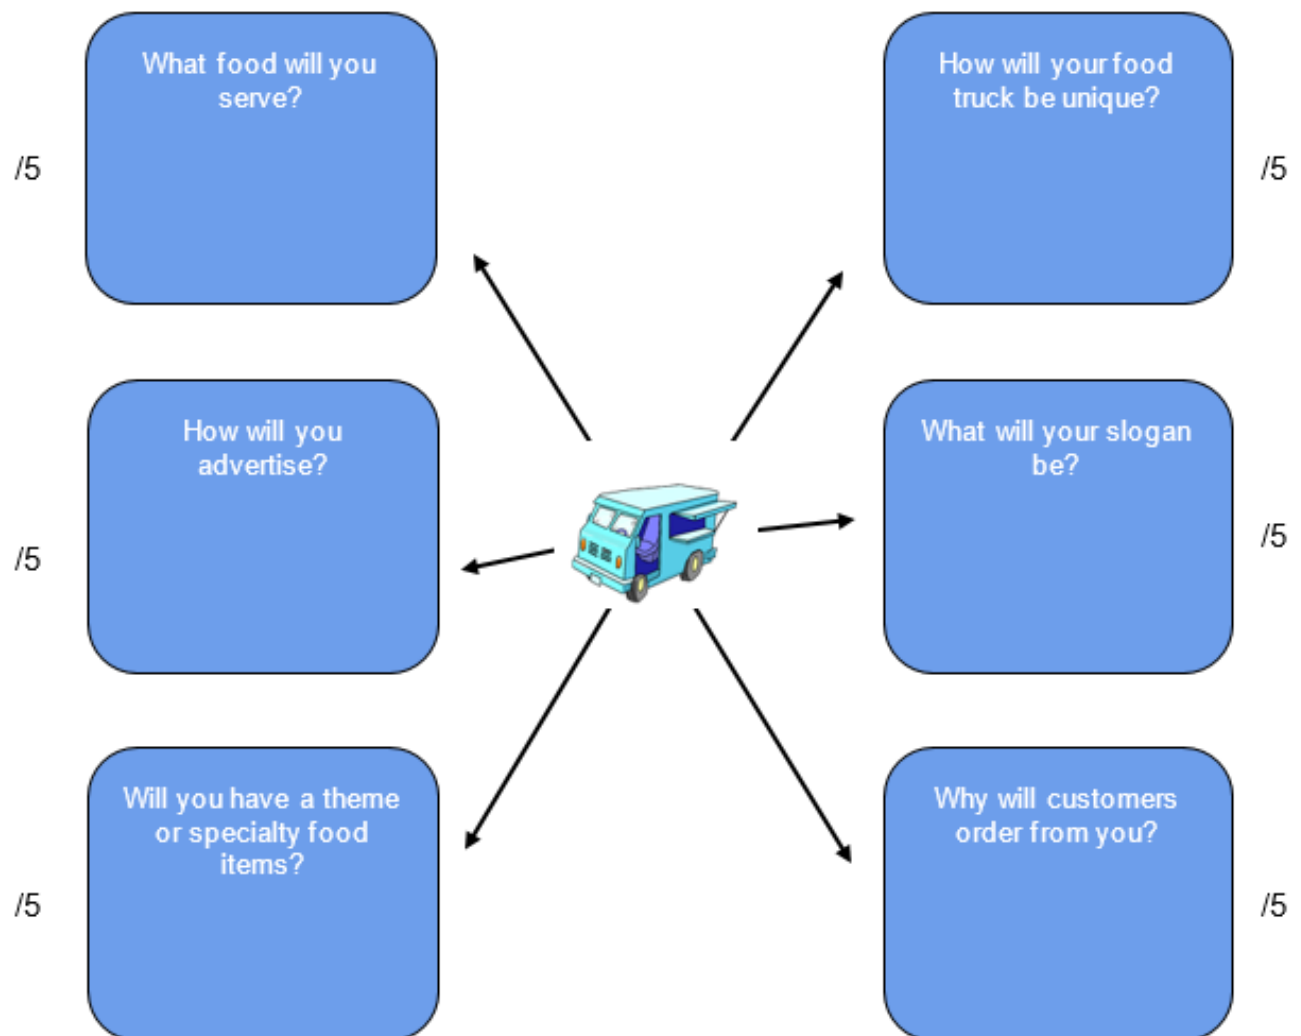 What food will you
serve?
/5
How will your food
truck be unique?
/5
How will you
advertise?
/5
What will your slogan
be?
/5
Will you have a theme
or specialty food
items?
/5
Why will customers
order from you?
/5